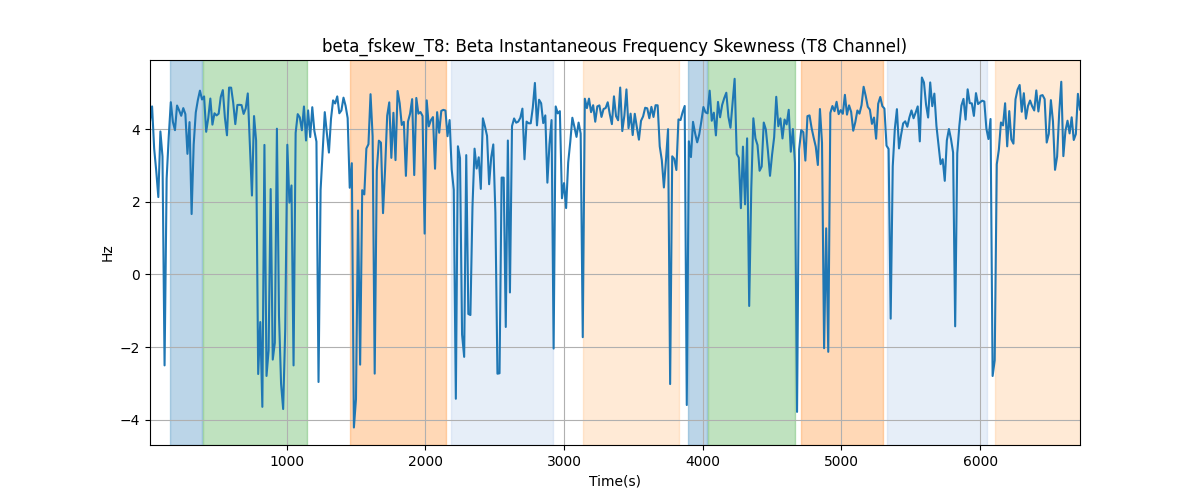 beta_fskew_T8: Beta Instantaneous Frequency Skewness (T8 Channel)
Hz
4
2
0
−2
−4
1000 2000 3000 4000 5000 6000
Time(s)